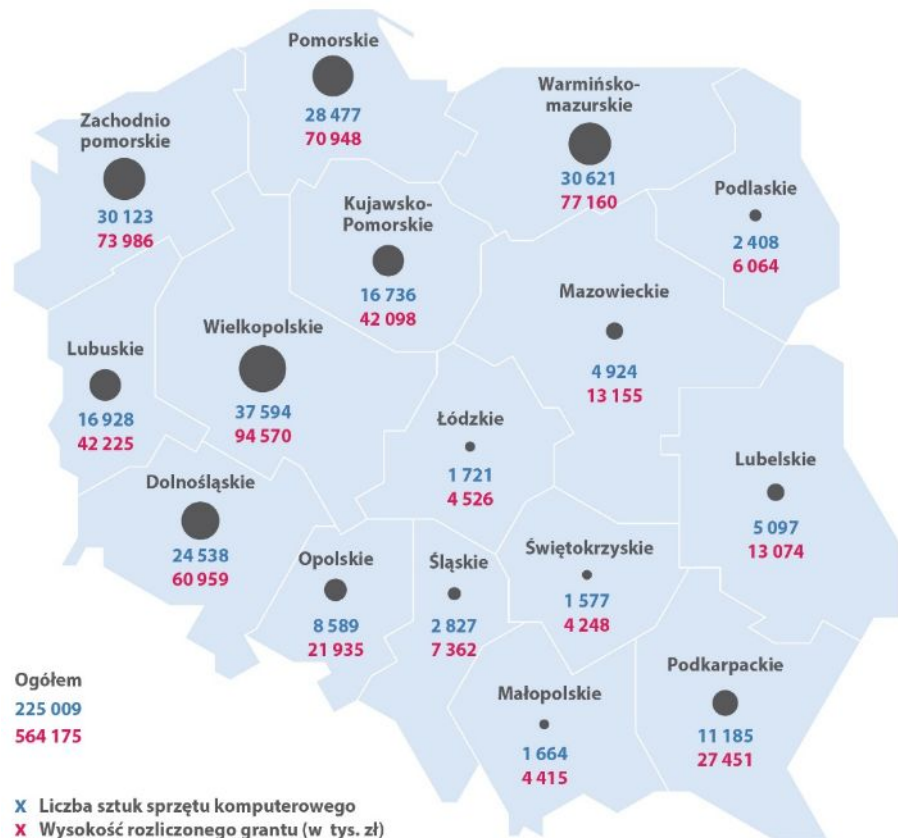 Pomorskie
28 477
70 948
Warmińsko-
mazurskie
30 621
77 160
Zachodnio
pomorskie
30 123
73 986
Podlaskie
2 408
6 064
Kujawsko-
Pomorskie
16 736
42 098
Mazowieckie
4 924
13 155
Wielkopolskie
37 594
94 570
Lubuskie
16 928
42 225
Łódzkie
1 721
4 526
Lubelskie
5 097
13 074
Dolnośląskie
24 538
60 959
Opolskie
8 589
21 935
Śląskie
2 827
7 362
Świętokrzyskie
1 577
4 248
Podkarpackie
11 185
27 451
Małopolskie
1 664
4 415
Ogółem
225 009
564 175
x Liczba sztuk sprzętu komputerowego
x Wysokość rozliczonego grantu (w tys. zł)